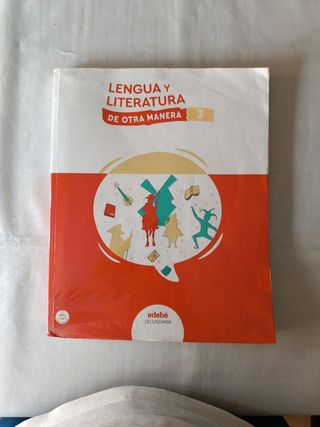 LENGUA Y
LITERATURA
DE OTRA MANERA 3
edebé
SECUNDARIA